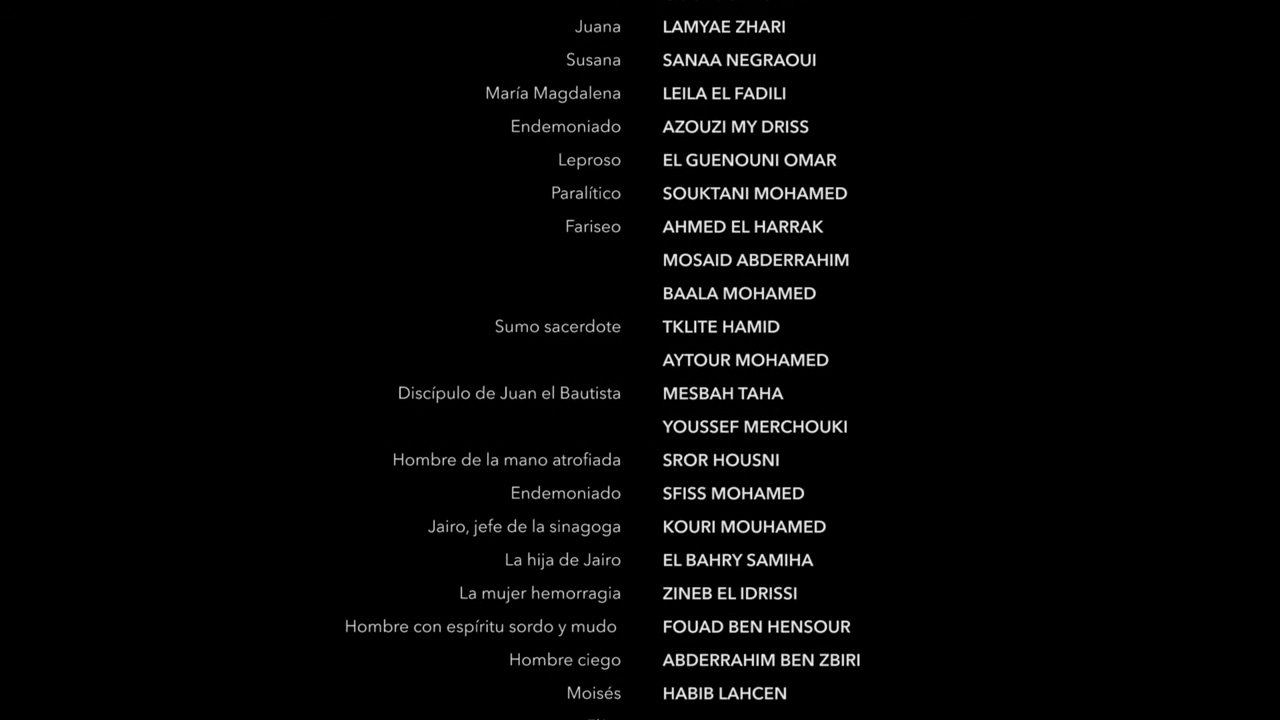 Juana LAMYAE ZHARI
Susana SANAA NEGRAOUI
María Magdalena LEILA EL FADILI
Endemoniado AZOUZI MY DRISS
Leproso EL GUENOUNI OMAR
Paralítico SOUKTANI MOHAMED
Fariseo AHMED EL HARRAK
MOSAID ABDERRAHIM
BAALA MOHAMED
Sumo sacerdote TKLITE HAMID
AYTOUR MOHAMED
Discípulo de Juan el Bautista MESBAH TAHA
YOUSSEF MERCHOUKI
Hombre de la mano atrofiada SROR HOUSNI
Endemoniado SFISS MOHAMED
Jairo, jefe de la sinagoga KOURI MOUHAMED
La hija de Jairo EL BAHRY SAMIHA
La mujer hemorragia ZINEB EL IDRISSI
Hombre con espíritu sordo y mudo FOUAD BEN HENSOUR
Hombre ciego ABDERRAHIM BEN ZBIRI
Moisés HABIB LAHCEN